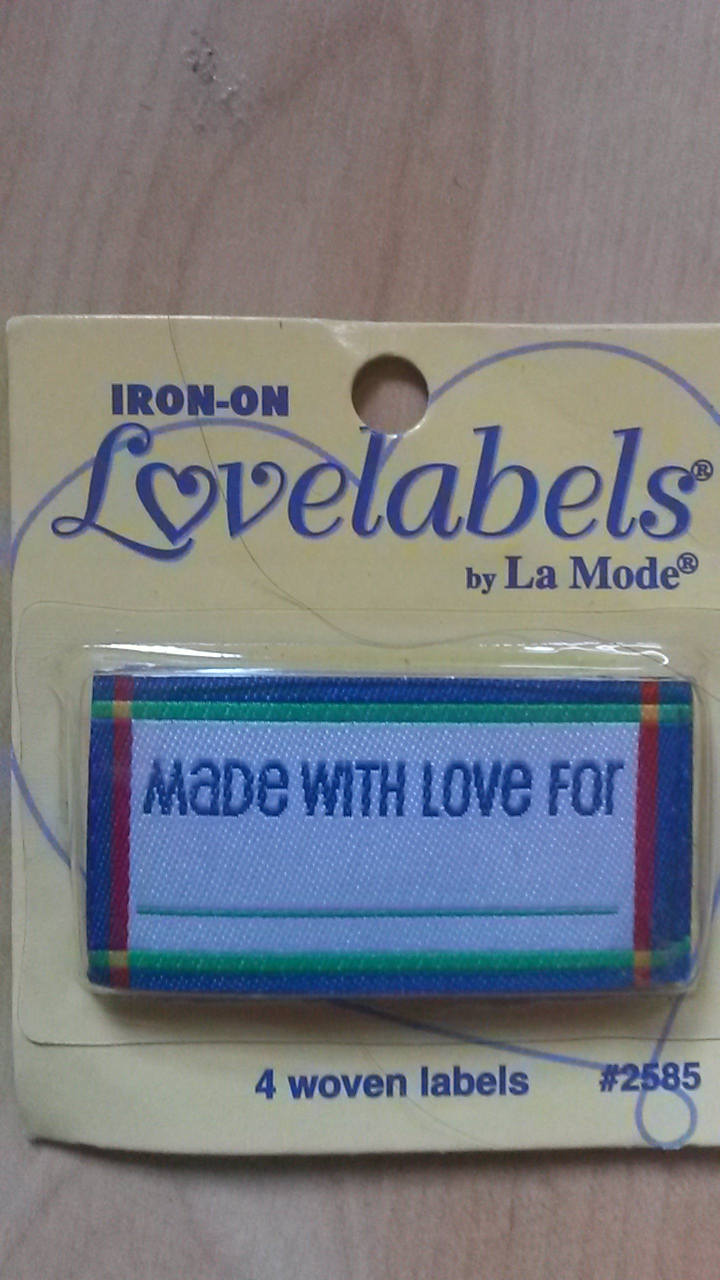 IRON-ON
Lovelabels®
by La Mode®
MaDe WITH LOVe FOr
4 woven labels #2585